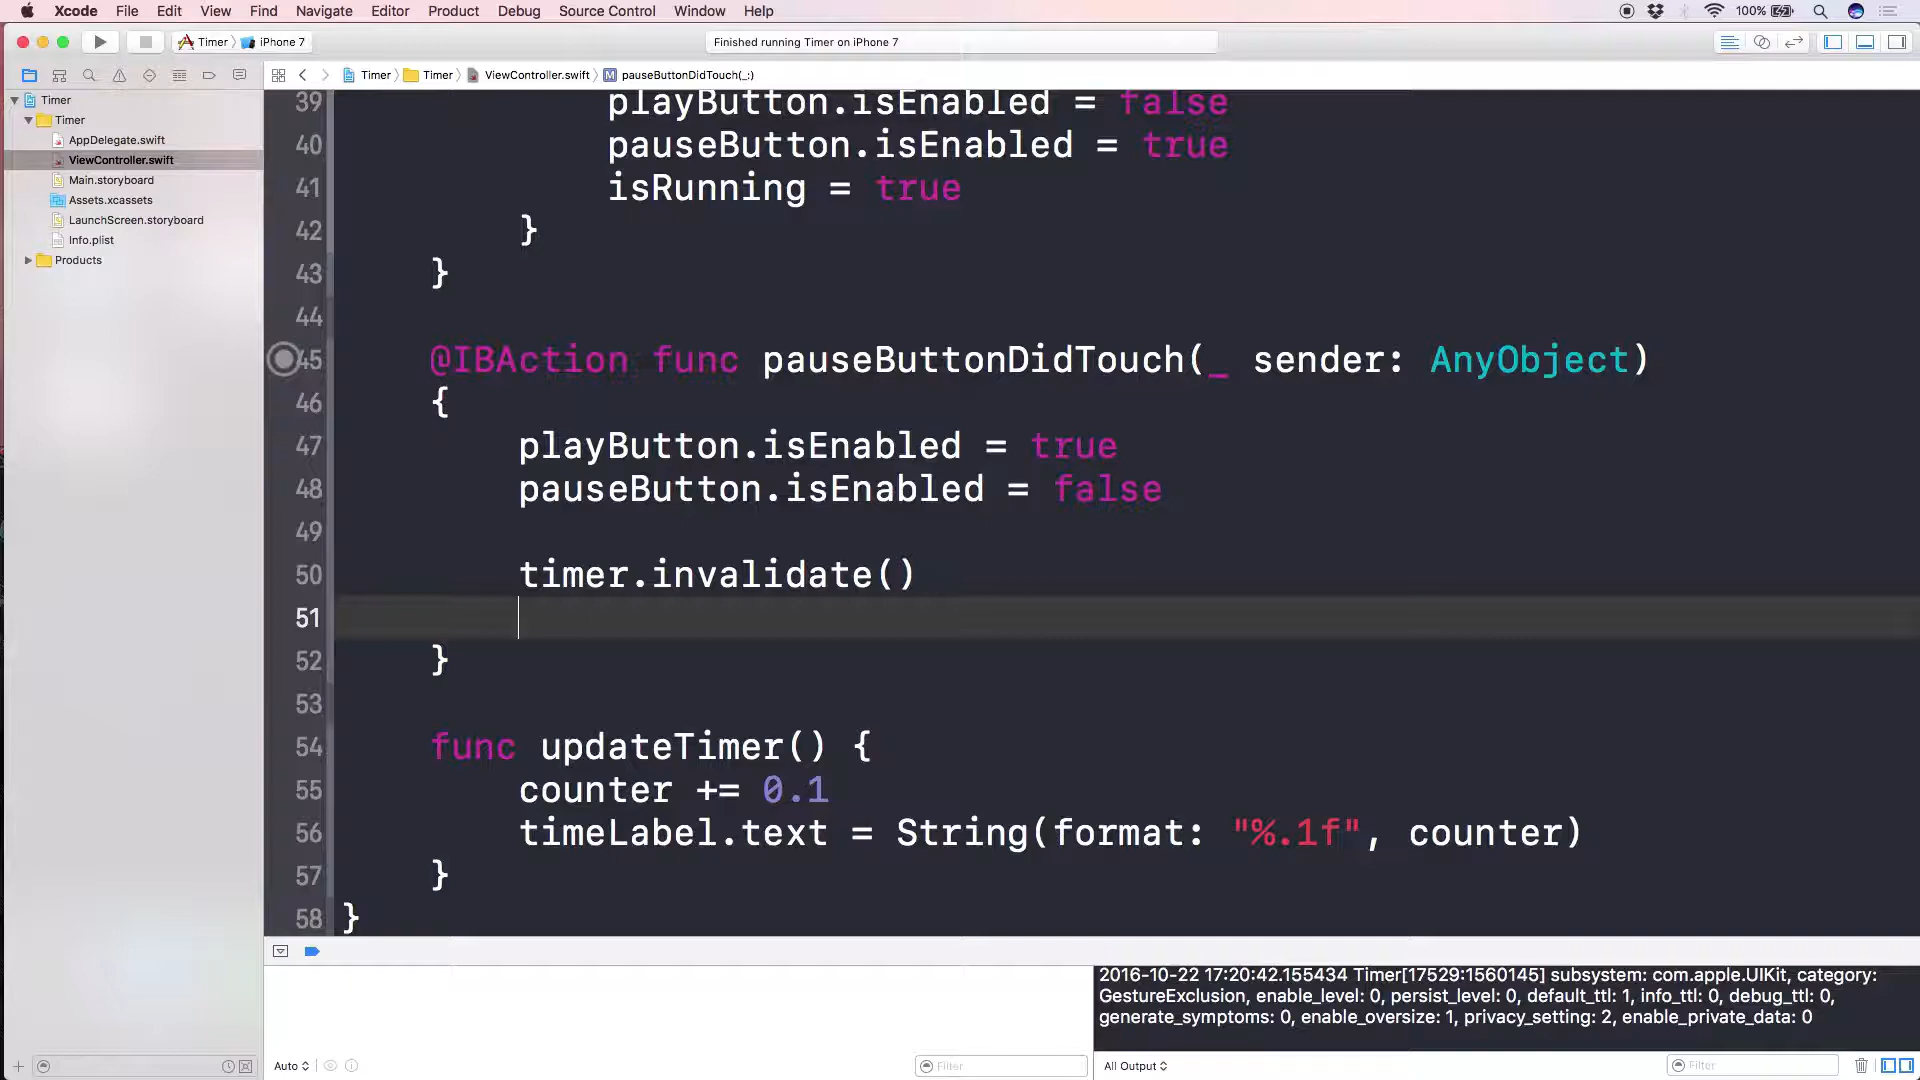 Xcode File Edit View Find Navigate Editor Product Debug Source Control Window Help 100%
Timer iPhone 7 Finished running Timer on iPhone 7
Timer Timer ViewController.swift M pauseButtonDidTouch(_:)
Timer
Timer
AppDelegate.swift
ViewController.swift
Main.storyboard
Assets.xcassets
LaunchScreen.storyboard
Info.plist
Products
39 playButton.isEnabled = false
40 pauseButton.isEnabled = true
41 isRunning = true
42 }
43 }
44
45 @IBAction func pauseButtonDidTouch(_ sender: AnyObject)
46 {
47 playButton.isEnabled = true
48 pauseButton.isEnabled = false
49
50 timer.invalidate()
51
52 }
53
54 func updateTimer() {
55 counter += 0.1
56 timeLabel.text = String(format: "%.1f", counter)
57 }
58 }
2016-10-22 17:20:42.155434 Timer[17529:1560145] subsystem: com.apple.UIKit, category:
GestureExclusion, enable_level: 0, persist_level: 0, default_ttl: 1, info_ttl: 0, debug_ttl: 0,
generate_symptoms: 0, enable_oversize: 1, privacy_setting: 2, enable_private_data: 0
Auto Filter All Output Filter